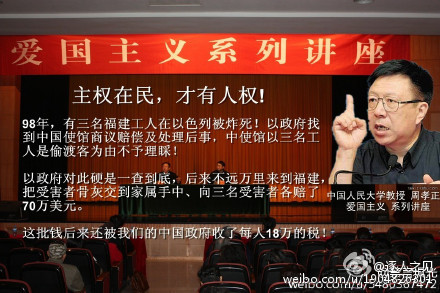 爱国主义系列讲座
主权在民，才有人权!
98年，有三名福建工人在以色列被炸死！以政府找
到中国使馆商议赔偿及处理后事，中使馆以三名工
人是偷渡客为由不予理睬！
以政府对此硬是一查到底，后来不远万里来到福建，
把受害者骨灰交到家属手中、向三名受害者各赔了
70万美元。
这批钱后来还被我们的中国政府收了每人18万的税！
中国人民大学教授 周孝正
爱国主义 系列讲座
@逐人之见